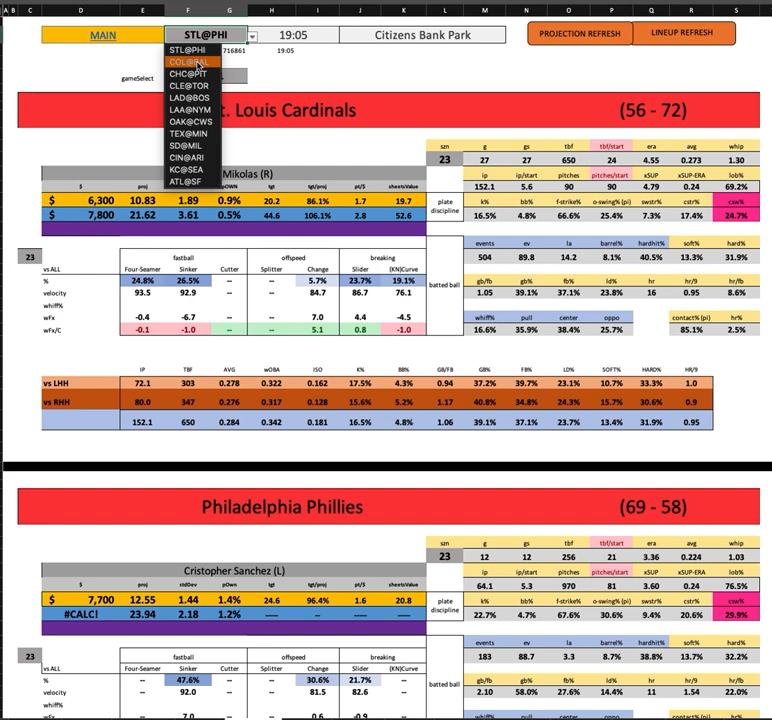 D E F G H I J K L M N O P Q R S
MAIN STL@PHI 19:05 Citizens Bank Park PROJECTION REFRESH LINEUP REFRESH
STL@PHI 716861 19:05
COL@BAL
CHC@PIT
gameSelect
CLE@TOR
LAD@BOS
LAA@NYM
OAK@CWS
TEX@MIN
SD@MIL
CIN@ARI
KC@SEA
ATL@SF
t. Louis Cardinals (56 - 72)
szn g gs tbf tbf/start era avg whip
23 27 27 650 24 4.55 0.273 1.30
Mikolas (R) ip ip/start pitches pitches/start xSUP xSUP-ERA lob%
$ proj pOWN tgt tgt/proj pt/$ sheetsValue 152.1 5.6 90 90 4.79 0.24 69.2%
$ 6,300 10.83 1.89 0.9% 20.2 86.1% 1.7 19.7 plate discipline k% bb% f-strike% o-swing% (pi) swstr% cstr% csw%
$ 7,800 21.62 3.61 0.5% 44.6 106.1% 2.8 52.6 16.5% 4.8% 66.6% 25.4% 7.3% 17.4% 24.7%
events ev la barrel% hardhit% soft% hard%
23 fastball offspeed breaking 504 89.8 14.2 8.1% 40.5% 13.3% 31.9%
vs ALL Four-Seamer Sinker Cutter Splitter Change Slider (KN)Curve
% 24.8% 26.5% -- -- 5.7% 23.7% 19.1% batted ball gb/fb gb% fb% ld% hr hr/9 hr/fb
velocity 93.5 92.9 -- -- 84.7 86.7 76.1 1.05 39.1% 37.1% 23.8% 16 0.95 8.6%
whiff%
wFx -0.4 -6.7 -- -- 7.0 4.4 -4.5 whiff% pull center oppo contact% (pi) hr%
wFx/C -0.1 -1.0 -- -- 5.1 0.8 -1.0 16.6% 35.9% 38.4% 25.7% 85.1% 2.5%
IP TBF AVG wOBA ISO K% BB% GB/FB GB% FB% LD% SOFT% HARD% HR/9
vs LHH 72.1 303 0.278 0.322 0.162 17.5% 4.3% 0.94 37.2% 39.7% 23.1% 10.7% 33.3% 1.0
vs RHH 80.0 347 0.276 0.317 0.128 15.6% 5.2% 1.17 40.8% 34.8% 24.3% 15.7% 30.6% 0.9
152.1 650 0.284 0.342 0.181 16.5% 4.8% 1.06 39.1% 37.1% 23.7% 13.4% 31.9% 0.95
Philadelphia Phillies (69 - 58)
szn g gs tbf tbf/start era avg whip
23 12 12 256 21 3.36 0.224 1.03
Cristopher Sanchez (L) ip ip/start pitches pitches/start xSUP xSUP-ERA lob%
$ proj stdDev pOwn tgt tgt/proj pt/$ sheetsValue 64.1 5.3 970 81 3.60 0.24 76.5%
$ 7,700 12.55 1.44 1.4% 24.6 96.4% 1.6 20.8 plate discipline k% bb% f-strike% o-swing% (pi) swstr% cstr% csw%
#CALC! 23.94 2.18 1.2% ---- ---- -- ---- 22.7% 4.7% 67.6% 30.6% 9.4% 20.6% 29.9%
events ev la barrel% hardhit% soft% hard%
23 fastball offspeed breaking 183 88.7 3.3 8.7% 38.8% 13.7% 32.2%
vs ALL Four-Seamer Sinker Cutter Splitter Change Slider (KN)Curve
% -- 47.6% -- -- 30.6% 21.7% -- batted ball gb/fb gb% fb% ld% hr hr/9 hr/fb
velocity -- 92.0 -- -- 81.5 82.6 -- 2.10 58.0% 27.6% 14.4% 11 1.54 22.0%
whiff%
wFx -- 7.0 -- -- 0.6 -0.9 -- whiff% pull center oppo contact% (pi) hr%